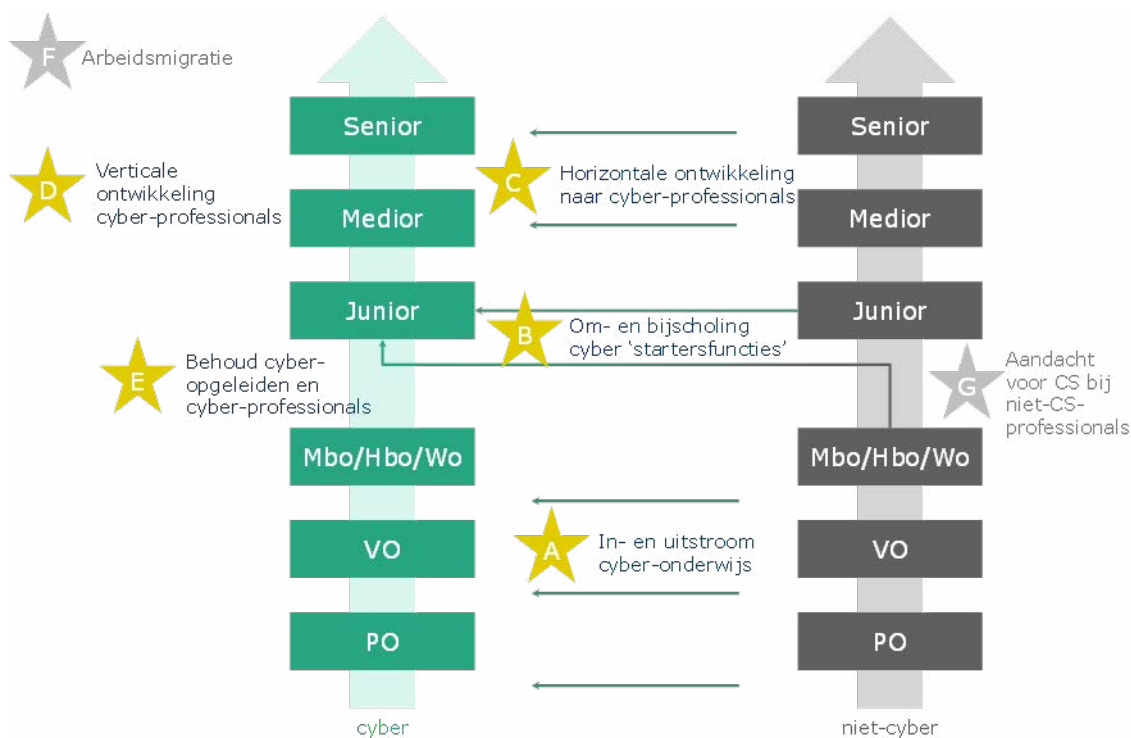 F
Arbeidsmigratie
Senior
Senior
D
Verticale
ontwikkeling
cyber-professionals
C
Horizontale ontwikkeling
naar cyber-professionals
Medior
Medior
Junior
Junior
B
Om- en bijscholing
cyber ‘startersfuncties’
E
Behoud cyber-
opgeleiden en
cyber-professionals
G
Aandacht
voor CS bij
niet-CS-
professionals
Mbo/Hbo/Wo
Mbo/Hbo/Wo
A
In- en uitstroom
cyber-onderwijs
VO
VO
PO
PO
cyber
niet-cyber